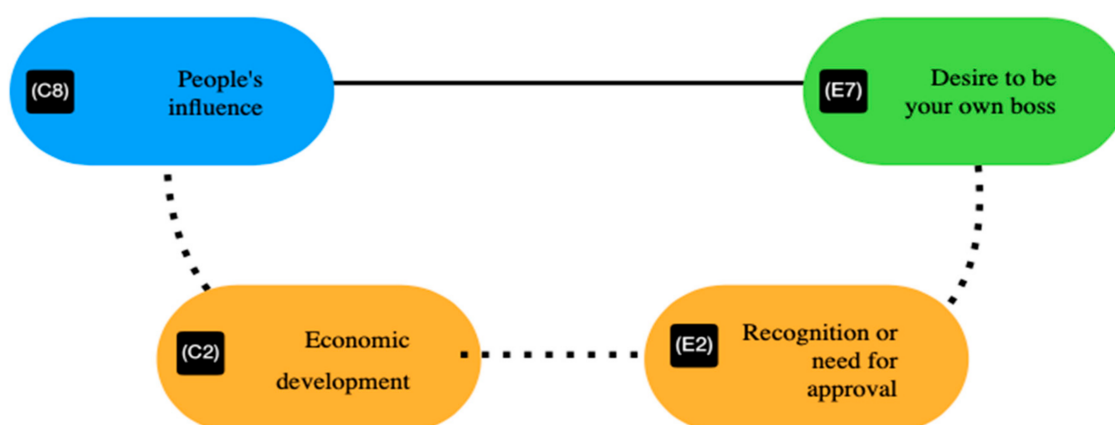 (C8)
People's
influence
(E7)
Desire to be
your own boss
(C2)
Economic
development
(E2)
Recognition or
need for
approval